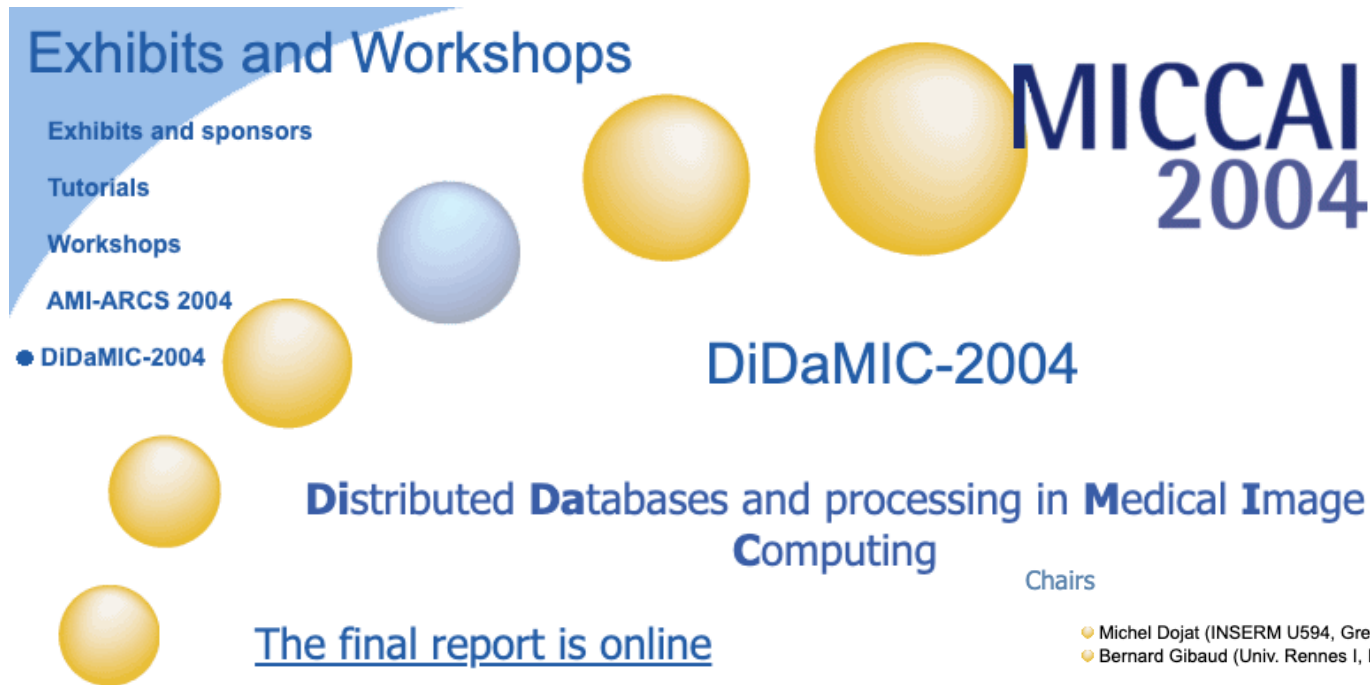 Exhibits and Workshops
Exhibits and sponsors
Tutorials
Workshops
AMI-ARCS 2004
DiDaMIC-2004
MICCAI
2004
DiDaMIC-2004
Distributed Databases and processing in Medical Image
Computing
Chairs
Michel Dojat (INSERM U594,
Bernard Gibaud (Univ. Rennes I,
The final report is online